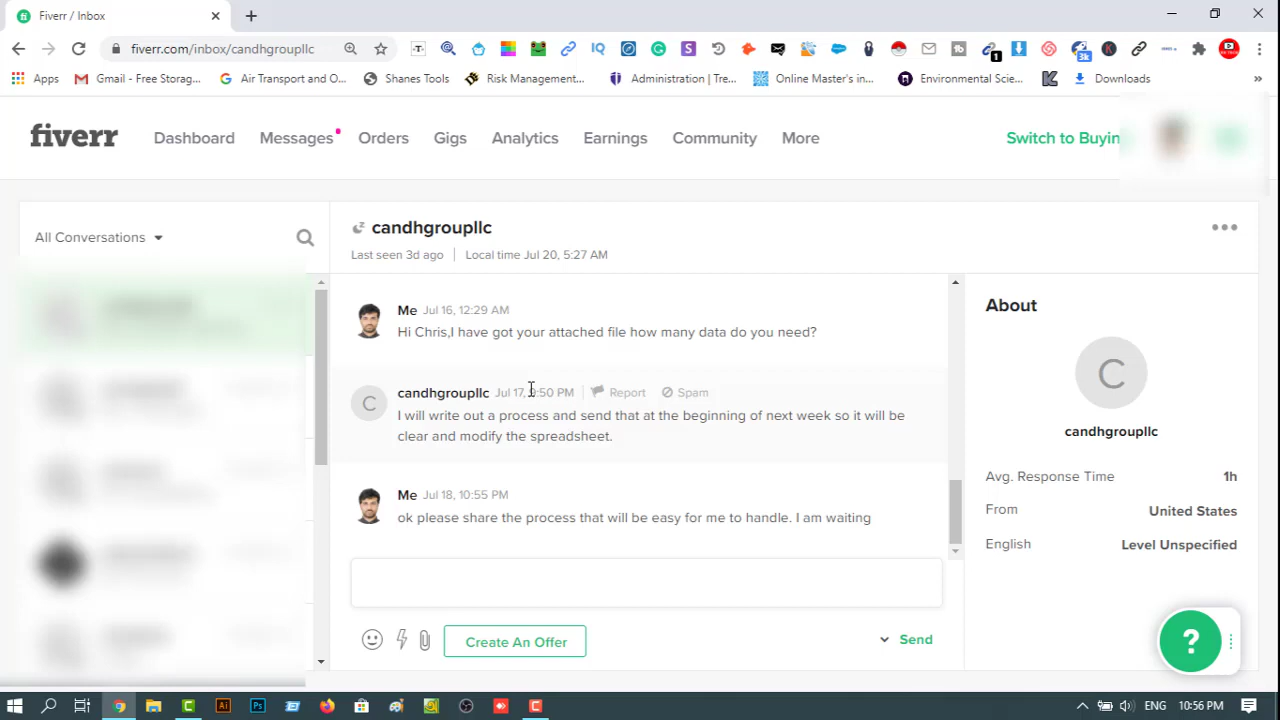 Fiverr / Inbox
fiverr.com/inbox/candhgroupllc
Apps
Gmail - Free Storag...
Air Transport and O...
Shanes Tools
Risk Management...
Administration | Tre...
Online Master's in...
Environmental Scie...
Downloads
»
fiverr
Dashboard
Messages
Orders
Gigs
Analytics
Earnings
Community
More
Switch to Buyin
All Conversations
candhgroupllc
Last seen 3d ago
Local time Jul 20, 5:27 AM
Me Jul 16, 12:29 AM
Hi Chris,I have got your attached file how many data do you need?
C
candhgroupllc Jul 17, 9:50 PM Report Spam
I will write out a process and send that at the beginning of next week so it will be
clear and modify the spreadsheet.
Me Jul 18, 10:55 PM
ok please share the process that will be easy for me to handle. I am waiting
Create An Offer
Send
About
C
candhgroupllc
Avg. Response Time 1h
From United States
English Level Unspecified
?
ENG 10:56 PM